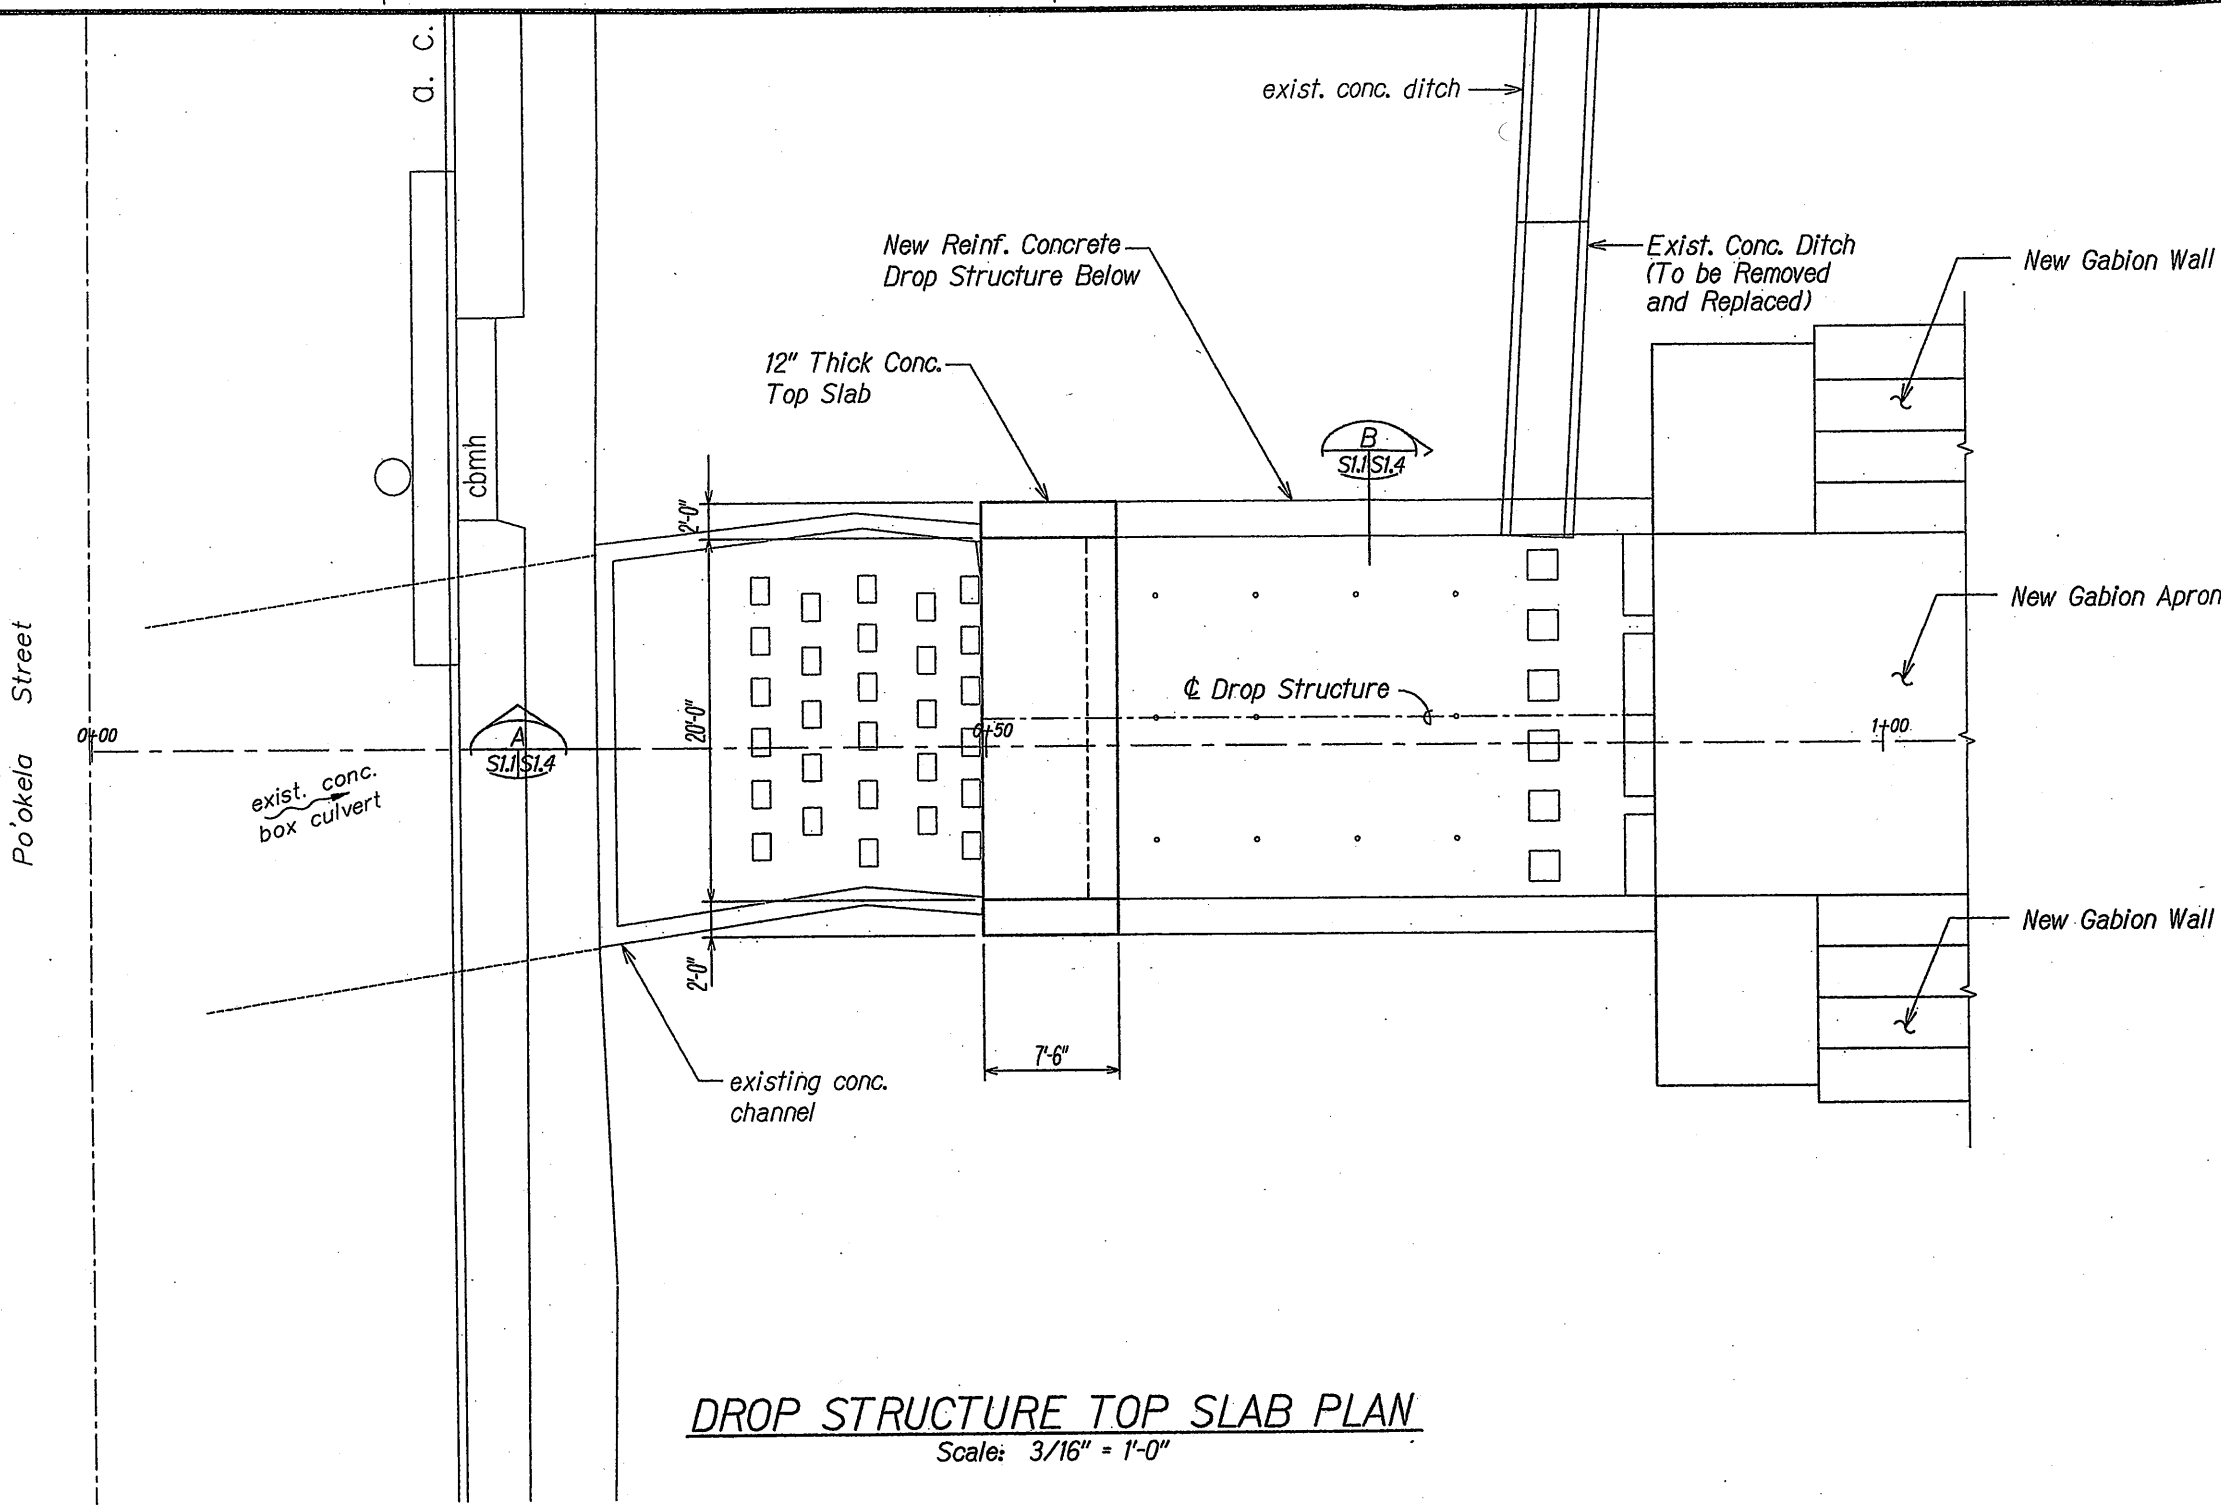 a. c.
exist. conc. ditch
New Reinf. Concrete
Drop Structure Below
Exist. Conc. Ditch
(To be Removed
and Replaced)
New Gabion Wall
12" Thick Conc.
Top Slab
cbmh
B
S1.1 S1.4
2'-0"
New Gabion Apron
Po'okela Street
℄ Drop Structure
20'-0"
0+00
0+50
1+00
A
S1.1 S1.4
exist. conc.
box culvert
New Gabion Wall
2'-0"
7'-6"
existing conc.
channel
DROP STRUCTURE TOP SLAB PLAN
Scale: 3/16" = 1'-0"